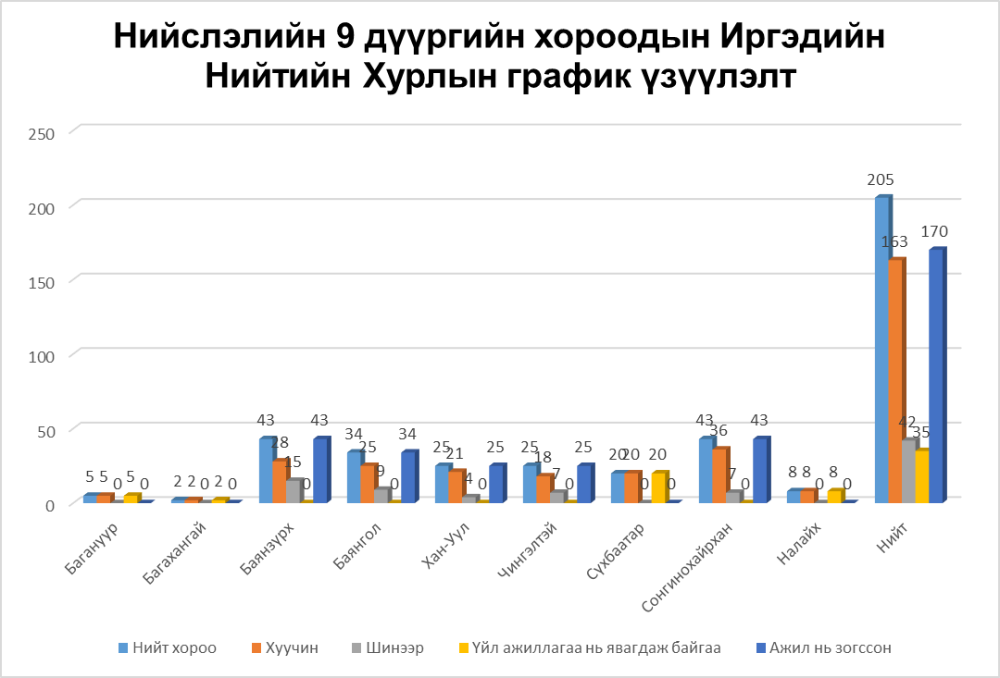 Нийслэлийн 9 дүүргийн хороодын Иргэдийн
Нийтийн Хурлын график үзүүлэлт
250
200
150
100
50
0
5 5 0 5 0
2 2 0 2 0
43 28 15 0 43
34 25 9 0 34
25 21 4 0 25
25 18 7 0 25
20 20 0 20 0
43 36 7 0 43
8 8 0 8 0
205 163 42 35 170
Багануур
Багахангай
Баянзүрх
Баянгол
Хан-Уул
Чингэлтэй
Сүхбаатар
Сонгинохайрхан
Налайх
Нийт
Нийт хороо
Хуучин
Шинээр
Үйл ажиллагаа нь явагдаж байгаа
Ажил нь зогссон